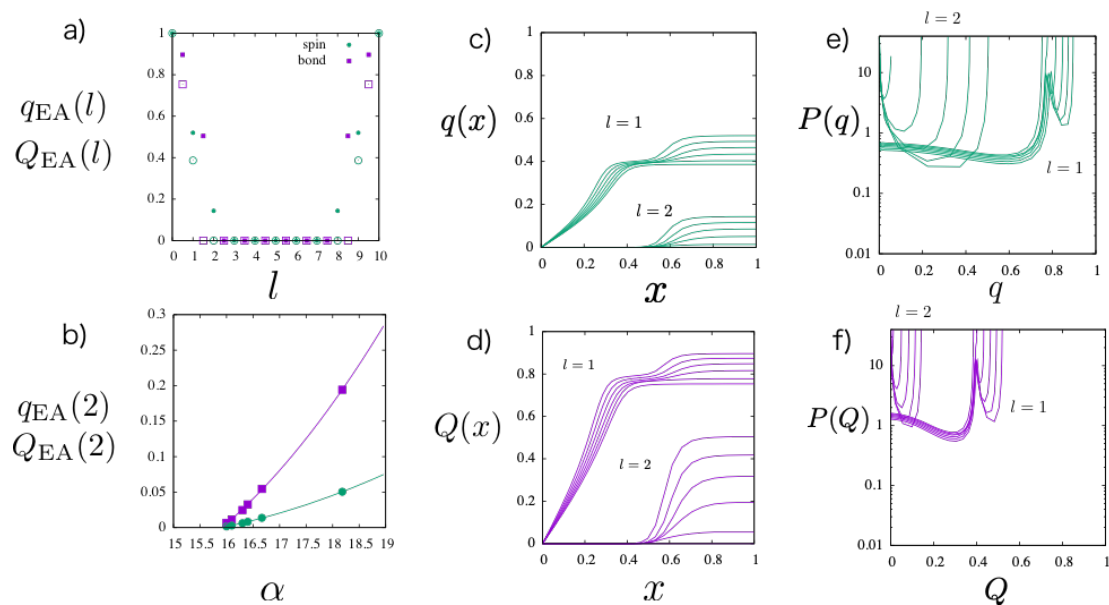 a)
q_EA(l)
Q_EA(l)
1
0.8
0.6
0.4
0.2
0
spin
bond
0 1 2 3 4 5 6 7 8 9 10
l
b)
q_EA(2)
Q_EA(2)
0.3
0.25
0.2
0.15
0.1
0.05
0
15 15.5 16 16.5 17 17.5 18 18.5 19
α
c)
q(x)
1
0.8
0.6
0.4
0.2
0
l = 1
l = 2
0 0.2 0.4 0.6 0.8 1
x
d)
Q(x)
1
0.8
0.6
0.4
0.2
0
l = 1
l = 2
0 0.2 0.4 0.6 0.8 1
x
e)
l = 2
P(q)
10
1
0.1
0.01
l = 1
0 0.2 0.4 0.6 0.8 1
q
f)
l = 2
P(Q)
10
1
0.1
0.01
l = 1
0 0.2 0.4 0.6 0.8 1
Q